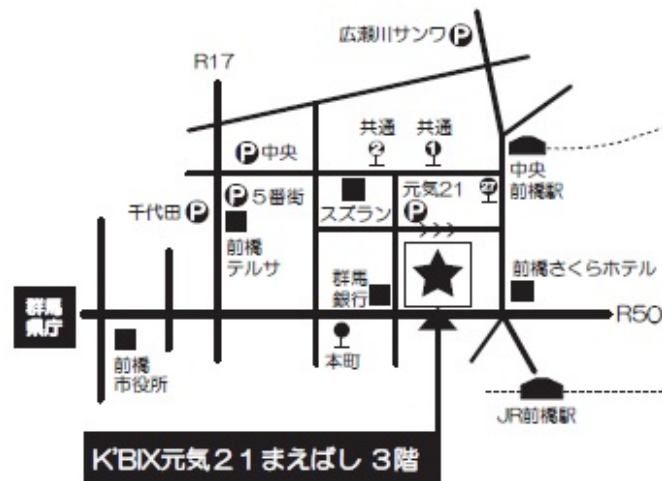 広瀬川サンワ P
R17
共通
2
共通
1
P 中央
中央
前橋駅
P 5番街
元気21
27
千代田 P
スズラン
P
前橋
テルサ
群馬
銀行
前橋さくらホテル
群馬
県庁
R50
前橋
市役所
本町
JR前橋駅
K'BIX元気21まえばし 3階